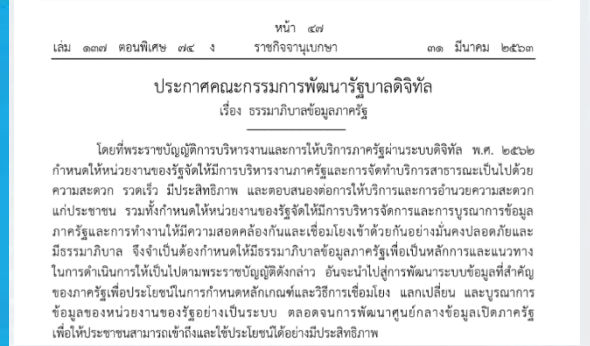 หน้า ๔๗
เล่ม ๑๓๗ ตอนพิเศษ ๗๔ ง ราชกิจจานุเบกษา ๓๑ มีนาคม ๒๕๖๓
ประกาศคณะกรรมการพัฒนารัฐบาลดิจิทัล
เรื่อง ธรรมาภิบาลข้อมูลภาครัฐ
โดยที่พระราชบัญญัติการบริหารงานและการให้บริการภาครัฐผ่านระบบดิจิทัล พ.ศ. ๒๕๖๒
กำหนดให้หน่วยงานของรัฐจัดให้มีการบริหารงานภาครัฐและการจัดทำบริการสาธารณะเป็นไปด้วย
ความสะดวก รวดเร็ว มีประสิทธิภาพ และตอบสนองต่อการให้บริการและการอำนวยความสะดวก
แก่ประชาชน รวมทั้งกำหนดให้หน่วยงานของรัฐจัดให้มีการบริหารจัดการและการบูรณาการข้อมูล
ภาครัฐและการทำงานให้มีความสอดคล้องกันและเชื่อมโยงเข้าด้วยกันอย่างมั่นคงปลอดภัยและ
มีธรรมาภิบาล จึงจำเป็นต้องกำหนดให้มีธรรมาภิบาลข้อมูลภาครัฐเพื่อเป็นหลักการและแนวทาง
ในการดำเนินการให้เป็นไปตามพระราชบัญญัติดังกล่าว อันจะนำไปสู่การพัฒนาระบบข้อมูลที่สำคัญ
ของภาครัฐเพื่อประโยชน์ในการกำหนดหลักเกณฑ์และวิธีการเชื่อมโยง แลกเปลี่ยน และบูรณาการ
ข้อมูลของหน่วยงานของรัฐอย่างเป็นระบบ ตลอดจนการพัฒนาศูนย์กลางข้อมูลเปิดภาครัฐ
เพื่อให้ประชาชนสามารถเข้าถึงและใช้ประโยชน์ได้อย่างมีประสิทธิภาพ